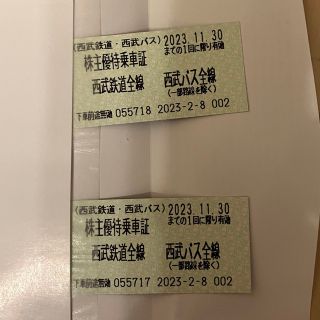 (西武鉄道・西武バス) 2023.11.30
までの1回に限り有効
株主優待乗車証
西武鉄道全線 西武バス全線
(一部路線を除く)
下車前途無効 055718 2023-2-8 002
(西武鉄道・西武バス) 2023.11.30
までの1回に限り有効
株主優待乗車証
西武鉄道全線 西武バス全線
(一部路線を除く)
下車前途無効 055717 2023-2-8 002